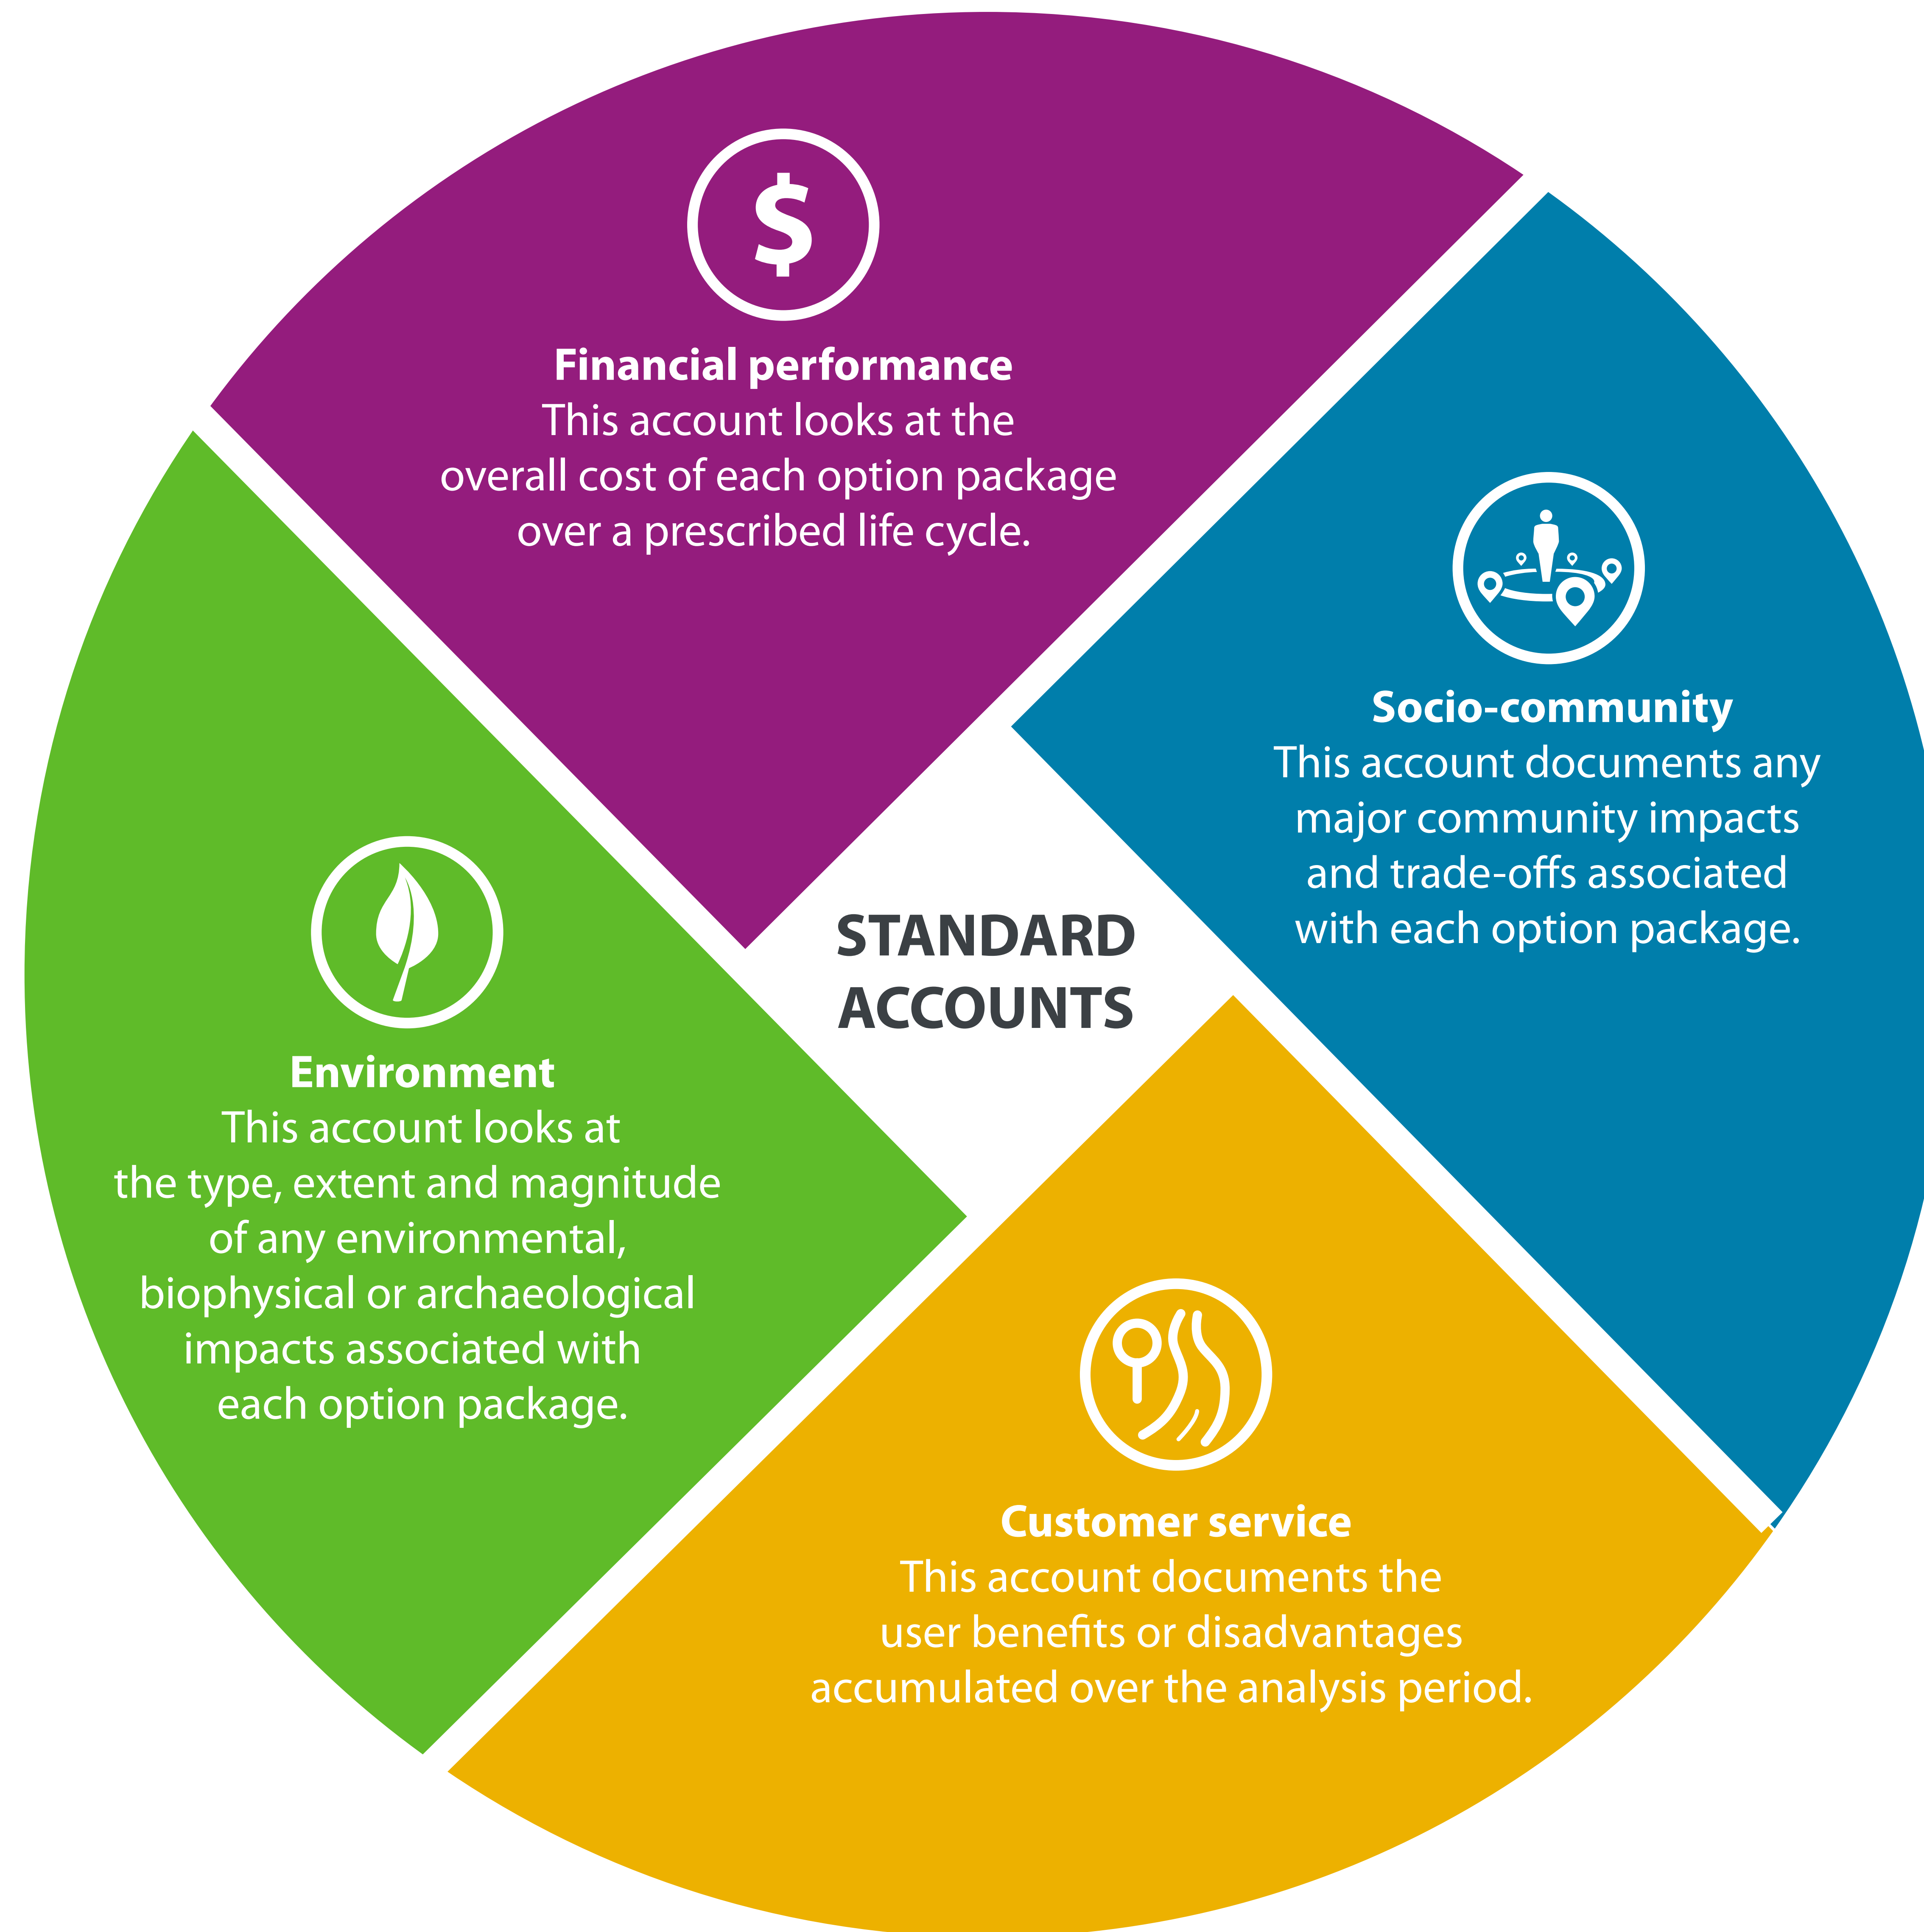 $
Financial performance
This account looks at the
overall cost of each option package
over a prescribed life cycle.
Socio-community
This account documents any
major community impacts
and trade-offs associated
with each option package.
STANDARD
ACCOUNTS
Environment
This account looks at
the type, extent and magnitude
of any environmental,
biophysical or archaeological
impacts associated with
each option package.
Customer service
This account documents the
user benefits or disadvantages
accumulated over the analysis period.